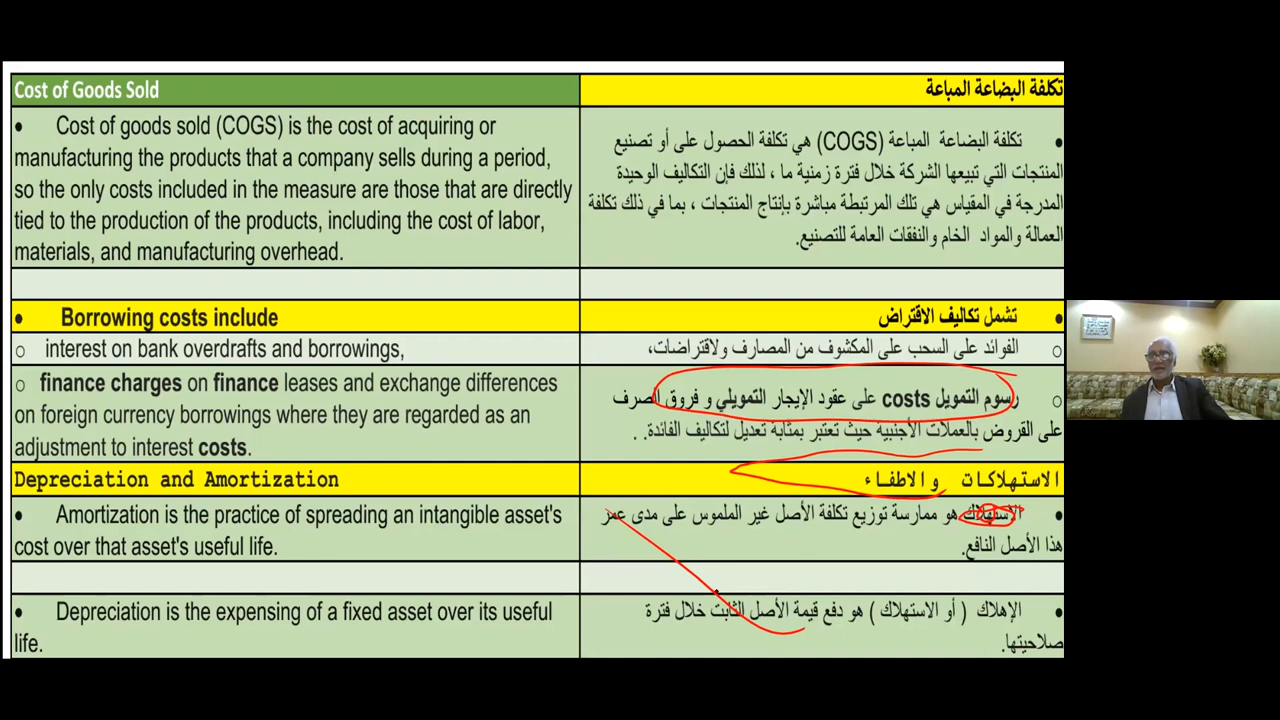 Cost of Goods Sold
تكلفة البضاعة المباعة
• Cost of goods sold (COGS) is the cost of acquiring or
manufacturing the products that a company sells during a period,
so the only costs included in the measure are those that are directly
tied to the production of the products, including the cost of labor,
materials, and manufacturing overhead.
• تكلفة البضاعة المباعة (COGS) هي تكلفة الحصول على أو تصنيع
المنتجات التي تبيعها الشركة خلال فترة زمنية ما ، لذلك فإن التكاليف الوحيدة
المدرجة في المقياس هي تلك المرتبطة مباشرة بإنتاج المنتجات ، بما في ذلك تكلفة
العمالة والمواد الخام والنفقات العامة للتصنيع.
• Borrowing costs include
• تشمل تكاليف الاقتراض
○ interest on bank overdrafts and borrowings,
○ الفوائد على السحب على المكشوف من المصارف ولاقتراضات،
○ finance charges on finance leases and exchange differences
on foreign currency borrowings where they are regarded as an
adjustment to interest costs.
○ رسوم التمويل costs على عقود الإيجار التمويلي و فروق الصرف
على القروض بالعملات الأجنبية حيث تعتبر بمثابة تعديل لتكاليف الفائدة. .
Depreciation and Amortization
الاستهلاكات والاطفاء
• Amortization is the practice of spreading an intangible asset's
cost over that asset's useful life.
• الاستهلاك هو ممارسة توزيع تكلفة الأصل غير الملموس على مدى عمر
هذا الأصل النافع.
• Depreciation is the expensing of a fixed asset over its useful
life.
• الإهلاك ( أو الاستهلاك ) هو دفع قيمة الأصل الثابت خلال فترة
صلاحيتها.